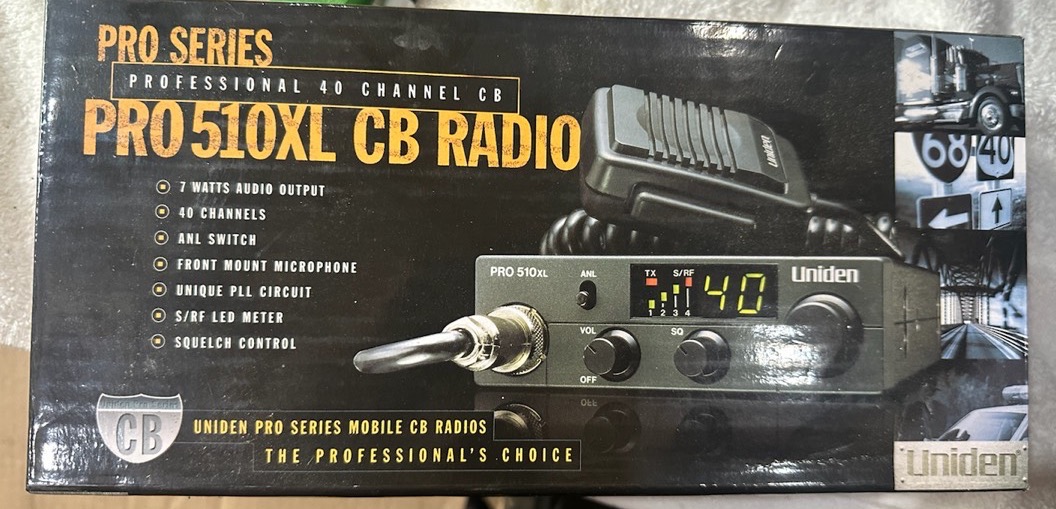 PRO SERIES
PROFESSIONAL 40 CHANNEL CB
PRO510XL CB RADIO
7 WATTS AUDIO OUTPUT
40 CHANNELS
ANL SWITCH
FRONT MOUNT MICROPHONE
UNIQUE PLL CIRCUIT
S/RF LED METER
SQUELCH CONTROL
Uniden
PRO 510XL
ANL
TX S/RF
1 2 3 4
40
Uniden
VOL
SQ
OFF
68 40
CB
UNIDEN PRO SERIES MOBILE CB RADIOS
THE PROFESSIONAL'S CHOICE
Uniden